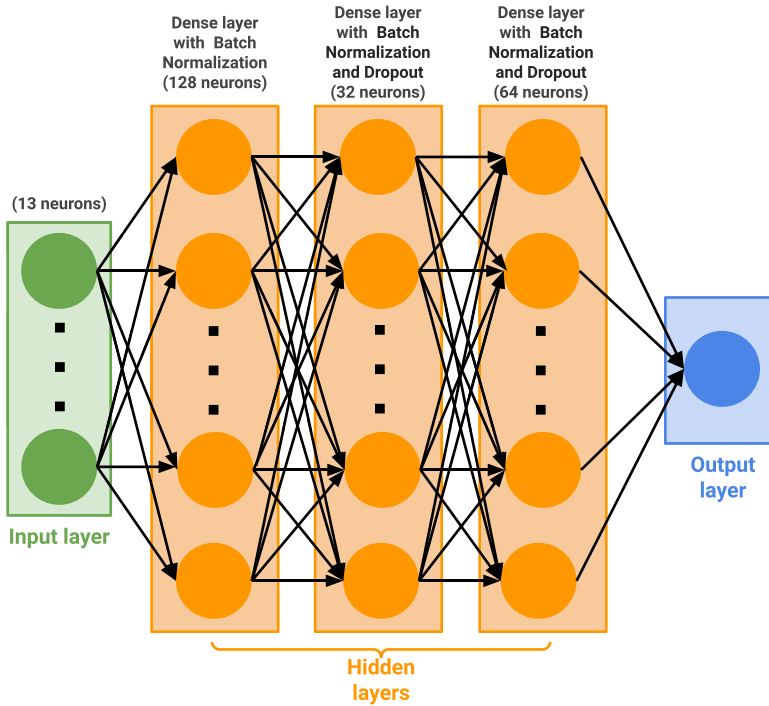 Dense layer
with Batch
Normalization
(128 neurons)
Dense layer
with Batch
Normalization
and Dropout
(32 neurons)
Dense layer
with Batch
Normalization
and Dropout
(64 neurons)
(13 neurons)
Input layer
Output
layer
Hidden
layers